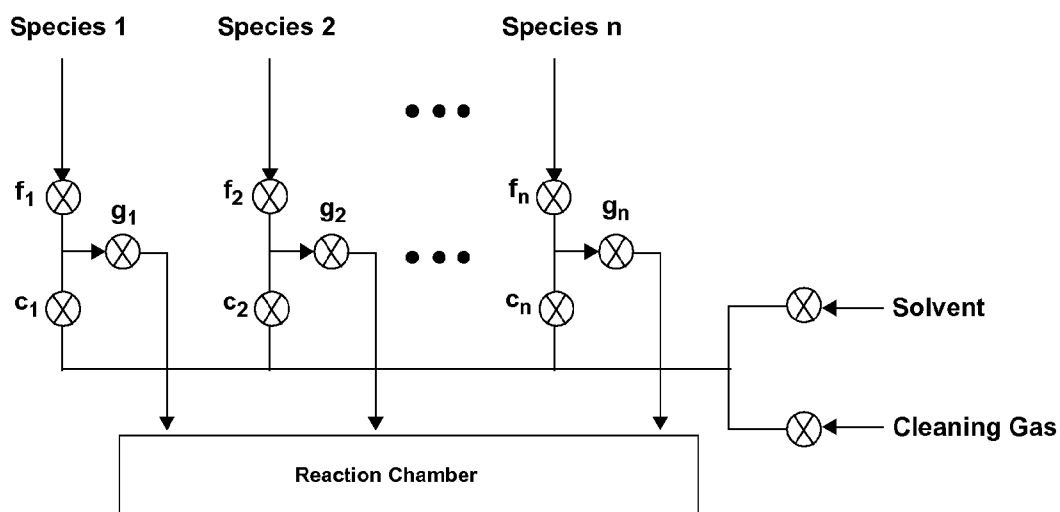 Species 1 Species 2 Species n
f1 f2 fn
g1 g2 gn
c1 c2 cn
Solvent
Cleaning Gas
Reaction Chamber